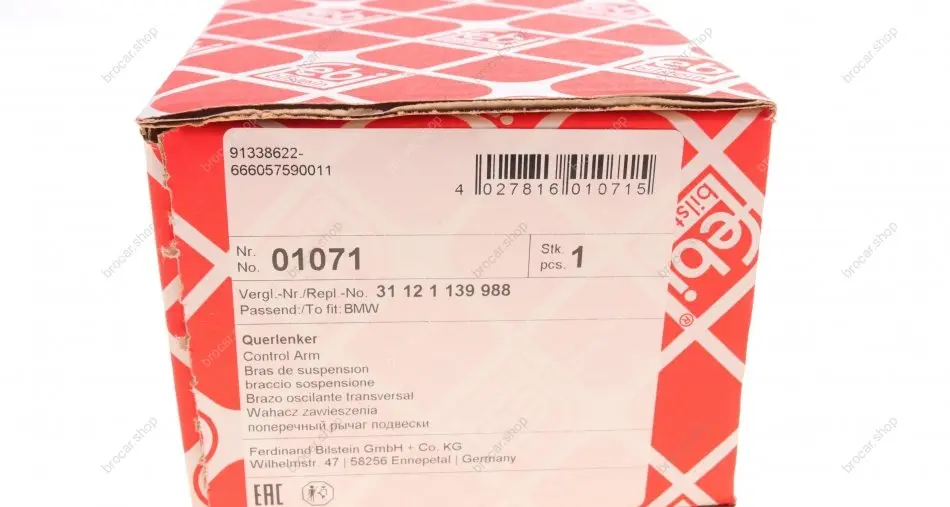 febi
bilstein
91338622-
666057590011
4 027816 010715
Nr.
No. 01071
Stk.
pcs. 1
Vergl.-Nr./Repl.-No. 31 12 1 139 988
Passend:/To fit: BMW
Querlenker
Control Arm
Bras de suspension
braccio sospensione
Brazo oscilante transversal
Wahacz zawieszenia
поперечный рычаг подвески
Ferdinand Bilstein GmbH + Co. KG
Wilhelmstr. 47 | 58256 Ennepetal | Germany
EAC
febi®
bilst
brocar.shop